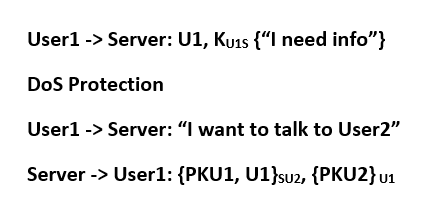 User1 -> Server: U1, KU1S {“I need info”}
DoS Protection
User1 -> Server: “I want to talk to User2”
Server -> User1: {PKU1, U1}SU2, {PKU2} U1